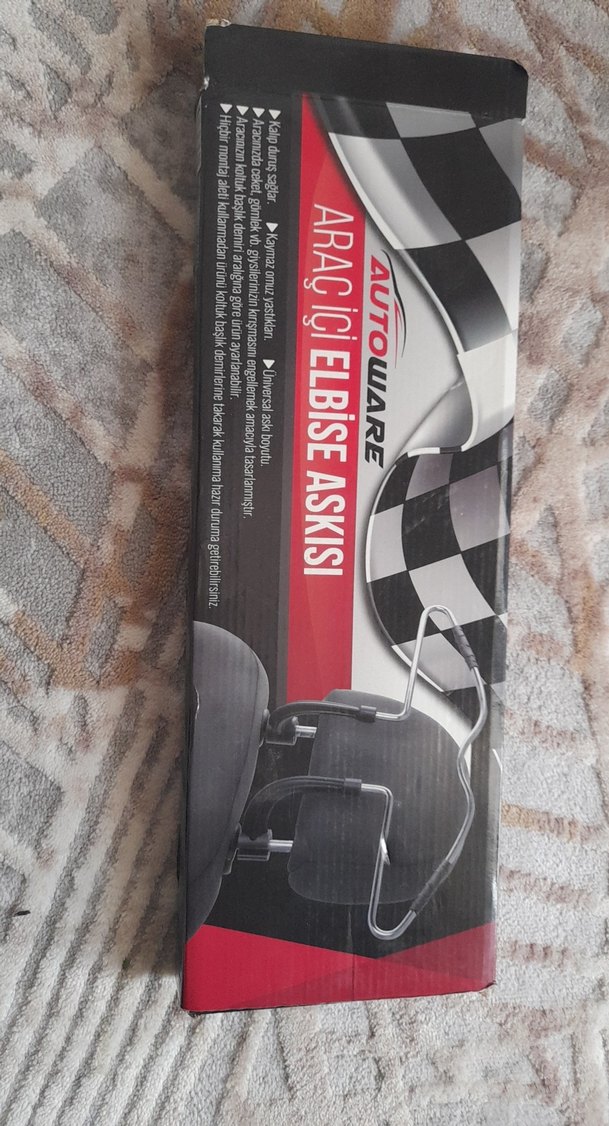 AUTOWARE
ARAÇ İÇİ ELBİSE ASKISI
▶Kalıp duruş sağlar. ▶Kaymaz omuz yastıkları. ▶Üniversal askı boyutu.
▶Aracınızda ceket, gömlek vb. giysilerinizin kırışmasını engellemek amacıyla tasarlanmıştır.
▶Aracınızın koltuk başlık demiri aralığına göre ürün ayarlanabilir.
▶Hiçbir montaj aleti kullanmadan ürünü koltuk başlık demirlerine takarak kullanıma hazır duruma getirebilirsiniz.